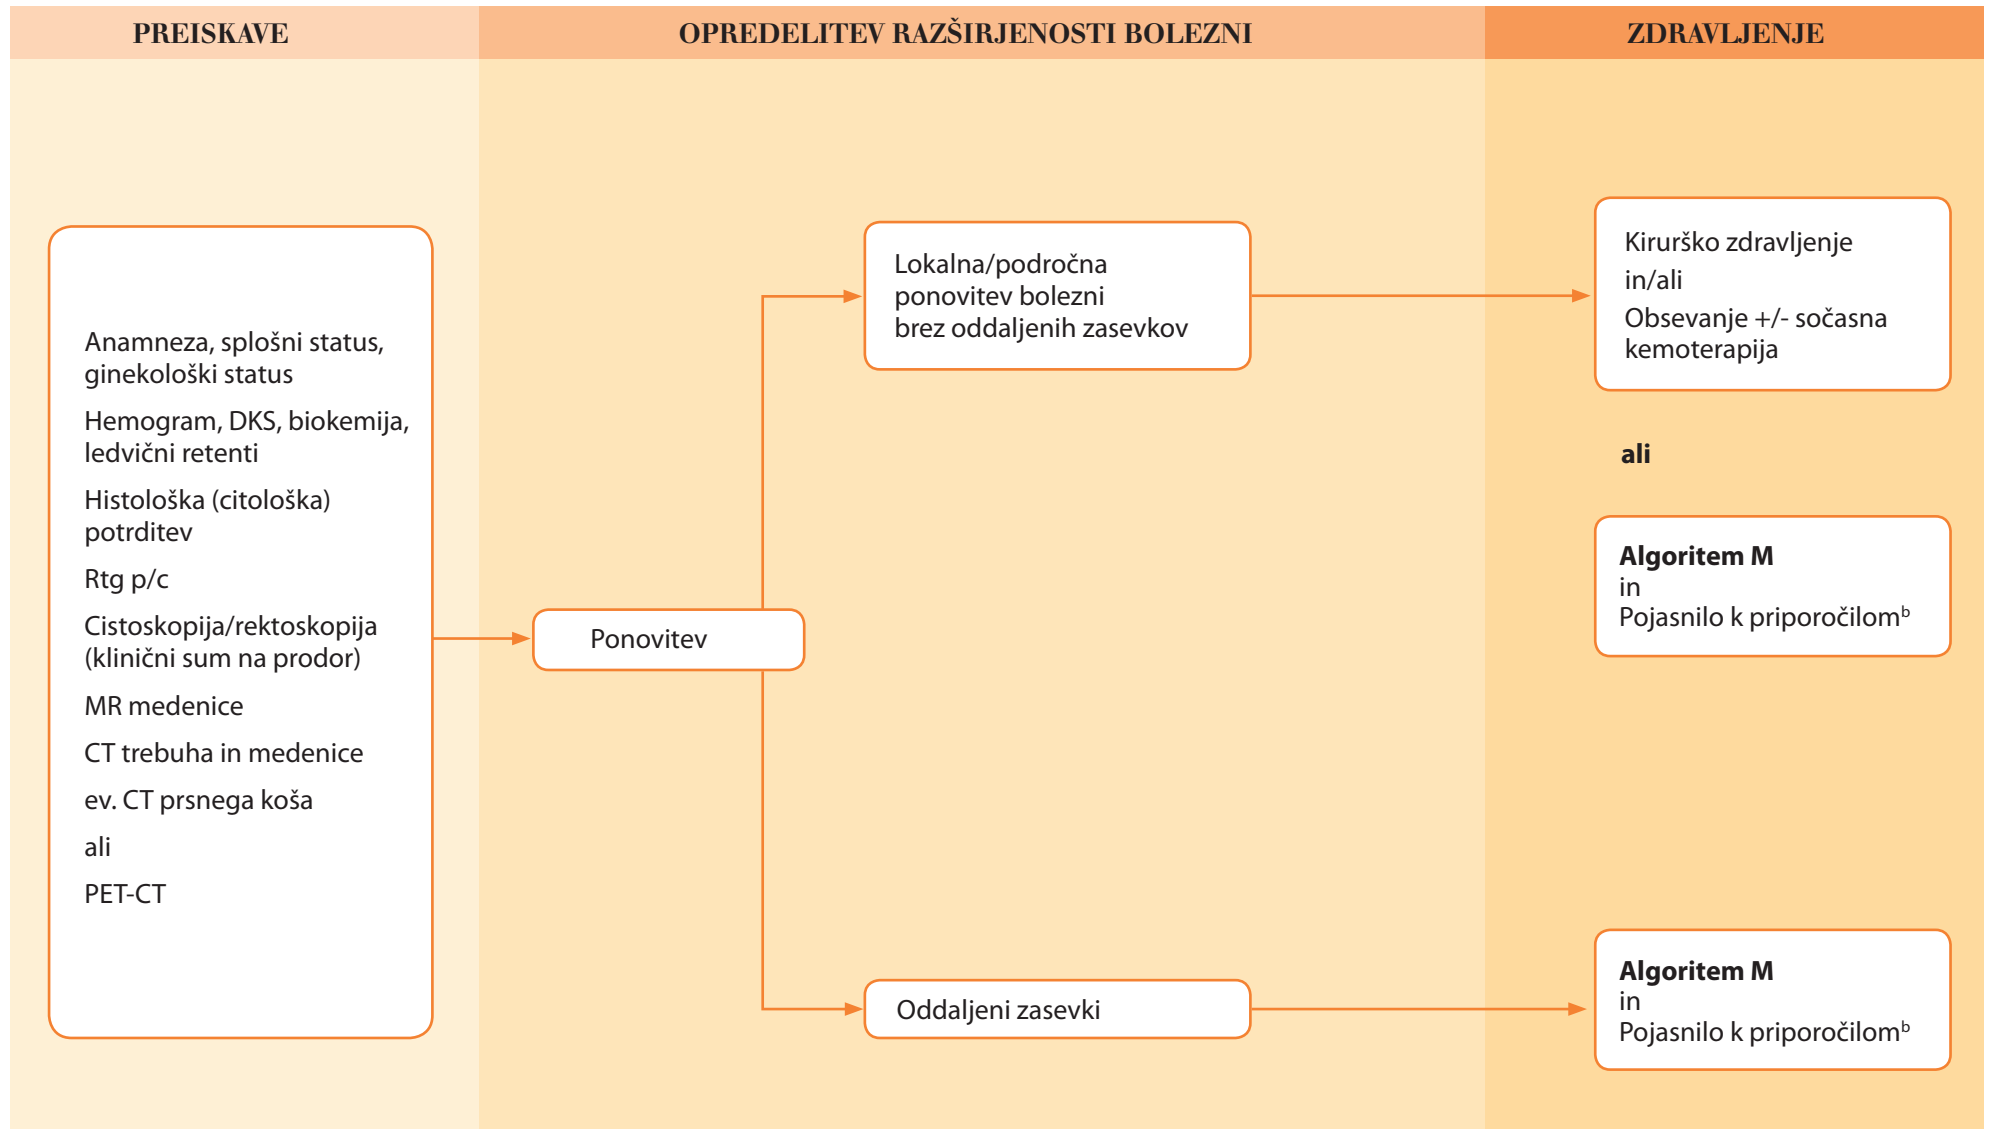 PREISKAVE
OPREDELITEV RAZŠIRJENOSTI BOLEZNI
ZDRAVLJENJE
Anamneza, splošni status,
ginekološki status
Hemogram, DKS, biokemija,
ledvični retenti
Histološka (citološka)
potrditev
Rtg p/c
Cistoskopija/rektoskopija
(klinični sum na prodor)
MR medenice
CT trebuha in medenice
ev. CT prsnega koša
ali
PET-CT
Ponovitev
Lokalna/področna
ponovitev bolezni
brez oddaljenih zasevkov
Oddaljeni zasevki
Kirurško zdravljenje
in/ali
Obsevanje +/- sočasna
kemoterapija
ali
Algoritem M
in
Pojasnilo k priporočilomᵇ
Algoritem M
in
Pojasnilo k priporočilomᵇ